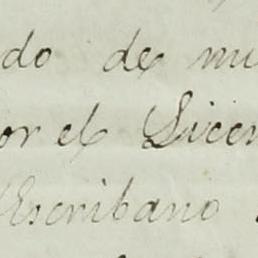 do de mu
or el Licen
Escribano